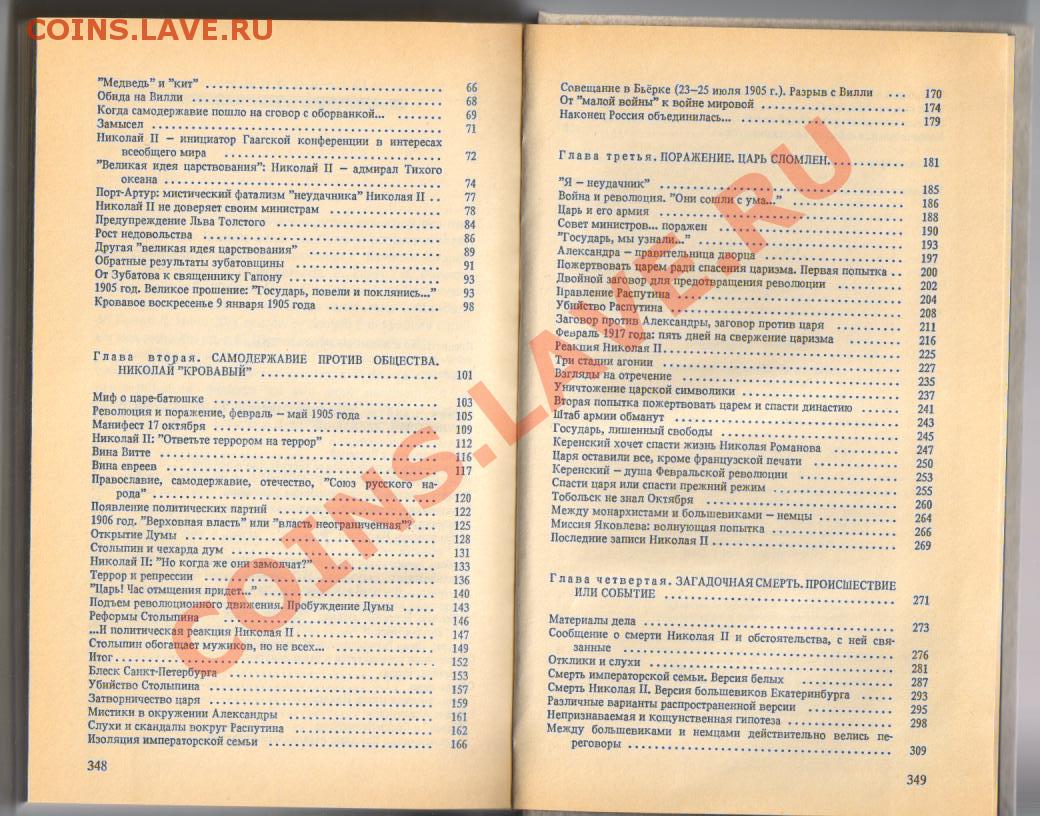 COINS.LAVE.RU
"Медведь" и "кит" 66
Обида на Вилли 68
Когда самодержавие пошло на сговор с оборванкой... 69
Замысел 71
Николай II — инициатор Гаагской конференции в интересах
всеобщего мира 72
"Великая идея царствования": Николай II — адмирал Тихого
океана 74
Порт-Артур: мистический фатализм "неудачника" Николая II 77
Николай II не доверяет своим министрам 78
Предупреждение Льва Толстого 84
Рост недовольства 86
Другая "великая идея царствования" 89
Обратные результаты зубатовщины 91
От Зубатова к священнику Гапону 93
1905 год. Великое прошение: "Государь, повели и поклянись..." 93
Кровавое воскресенье 9 января 1905 года 98
Глава вторая. САМОДЕРЖАВИЕ ПРОТИВ ОБЩЕСТВА.
НИКОЛАЙ "КРОВАВЫЙ" 101
Миф о царе-батюшке 103
Революция и поражение, февраль — май 1905 года 105
Манифест 17 октября 109
Николай II: "Ответьте террором на террор" 112
Вина Витте 116
Вина евреев 117
Православие, самодержавие, отечество, "Союз русского на-
рода" 120
Появление политических партий 122
1906 год. "Верховная власть" или "власть неограниченная"? 125
Открытие Думы 128
Столыпин и чехарда дум 131
Николай II: "Но когда же они замолчат?" 133
Террор и репрессии 136
"Царь! Час отмщения придет..." 140
Подъем революционного движения. Пробуждение Думы 143
Реформы Столыпина 146
...И политическая реакция Николая II 147
Столыпин обогащает мужиков, но не всех... 149
Итог 152
Блеск Санкт-Петербурга 153
Убийство Столыпина 157
Затворничество царя 159
Мистики в окружении Александры 161
Слухи и скандалы вокруг Распутина 162
Изоляция императорской семьи 166
348
Совещание в Бьёрке (23—25 июля 1905 г.). Разрыв с Вилли 170
От "малой войны" к войне мировой 174
Наконец Россия объединилась... 179
Глава третья. ПОРАЖЕНИЕ. ЦАРЬ СЛОМЛЕН. 181
"Я — неудачник" 185
Война и революция. "Они сошли с ума..." 186
Царь и его армия 188
Совет министров... поражен 190
"Государь, мы узнали..." 193
Александра — правительница дворца 197
Пожертвовать царем ради спасения царизма. Первая попытка 200
Двойной заговор для предотвращения революции 202
Правление Распутина 204
Убийство Распутина 208
Заговор против Александры, заговор против царя 211
Февраль 1917 года: пять дней на свержение царизма 216
Реакция Николая II 225
Три стадии агонии 227
Взгляды на отречение 235
Уничтожение царской символики 237
Вторая попытка пожертвовать царем и спасти династию 241
Штаб армии обманут 243
Государь, лишенный свободы 245
Керенский хочет спасти жизнь Николая Романова 247
Царя оставили все, кроме французской печати 250
Керенский — душа Февральской революции 253
Спасти царя или спасти прежний режим 255
Тобольск не знал Октября 260
Между монархистами и большевиками — немцы 264
Миссия Яковлева: волнующая попытка 266
Последние записи Николая II 269
Глава четвертая. ЗАГАДОЧНАЯ СМЕРТЬ. ПРОИСШЕСТВИЕ
ИЛИ СОБЫТИЕ 271
Материалы дела 273
Сообщение о смерти Николая II и обстоятельства, с ней свя-
занные 276
Отклики и слухи 281
Смерть императорской семьи. Версия белых 287
Смерть Николая II. Версия большевиков Екатеринбурга 293
Различные варианты распространенной версии 295
Непризнаваемая и кощунственная гипотеза 298
Между большевиками и немцами действительно велись пе-
реговоры 309
349
COINS.LAVE.RU